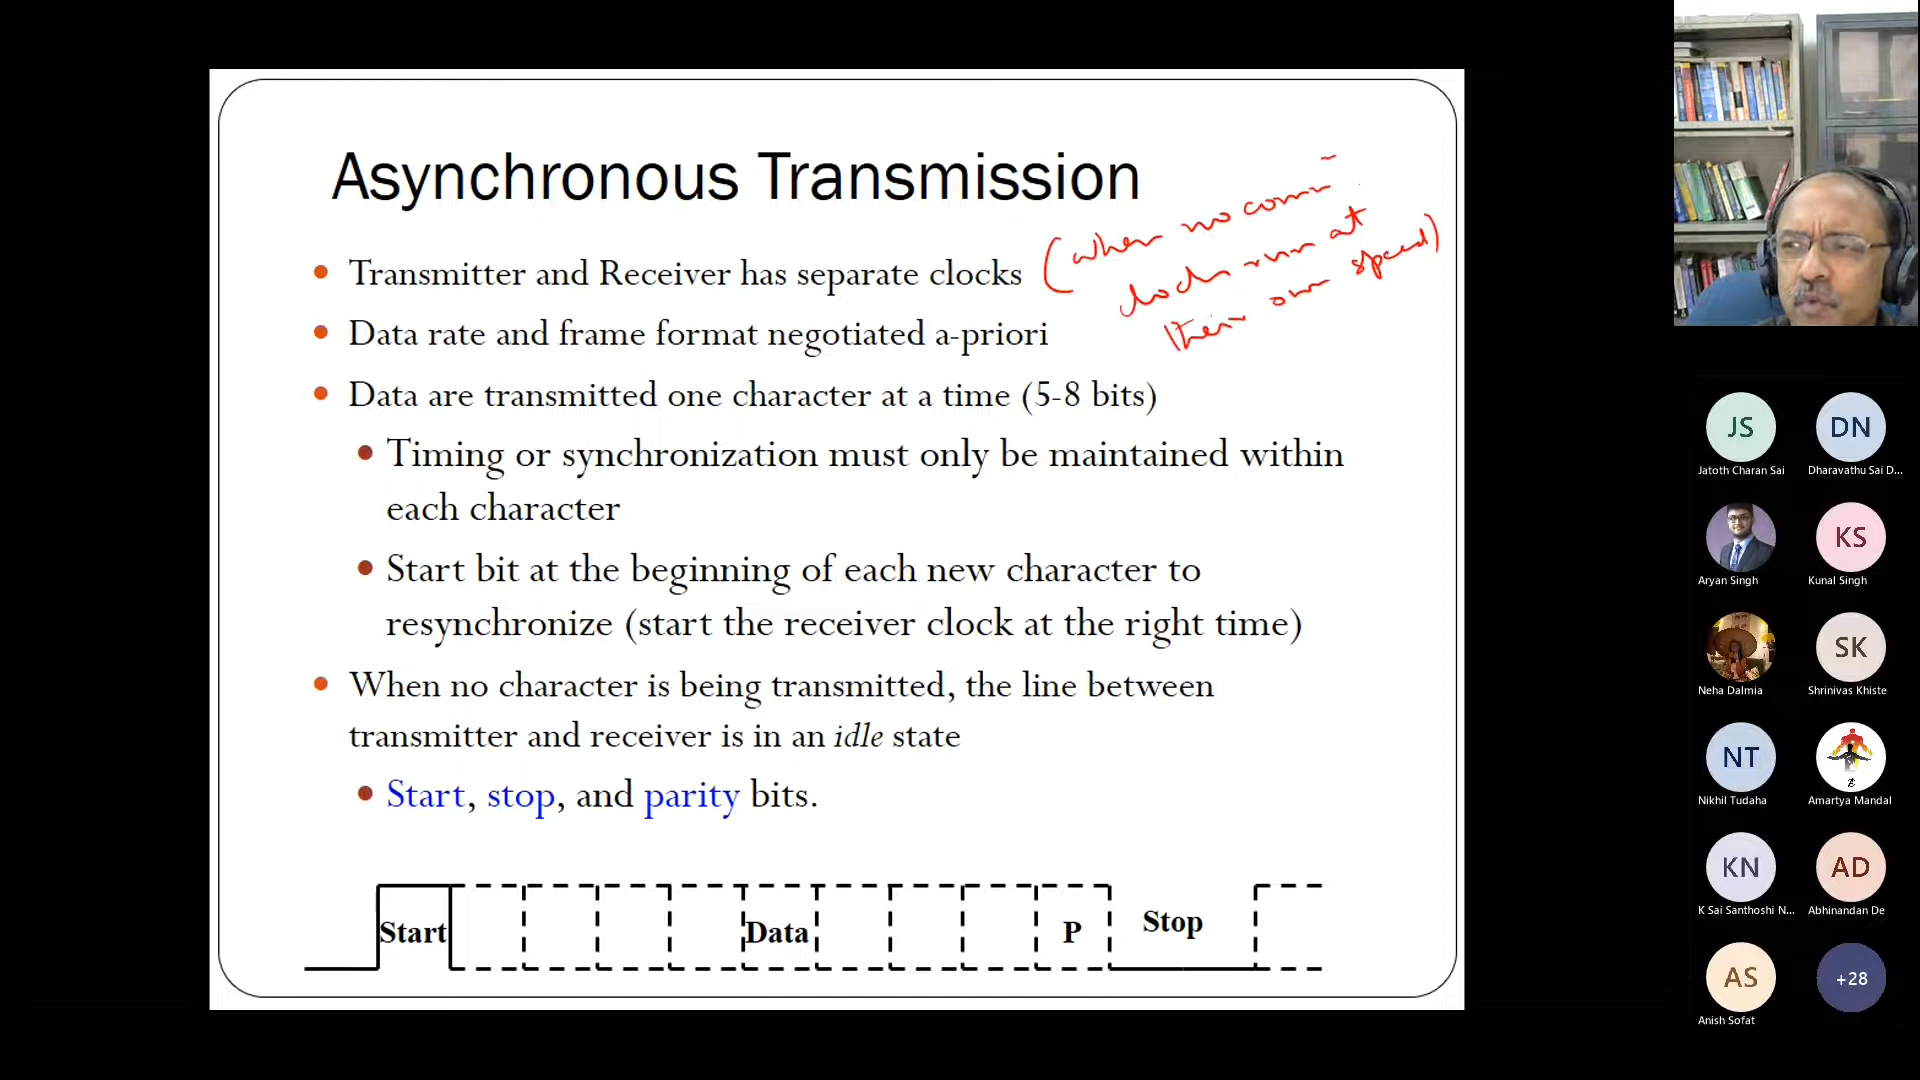 Asynchronous Transmission
(when no comm
clocks run at
their own speed)
• Transmitter and Receiver has separate clocks
• Data rate and frame format negotiated a-priori
• Data are transmitted one character at a time (5-8 bits)
• Timing or synchronization must only be maintained within
each character
• Start bit at the beginning of each new character to
resynchronize (start the receiver clock at the right time)
• When no character is being transmitted, the line between
transmitter and receiver is in an idle state
• Start, stop, and parity bits.
Start Data P Stop
JS DN
Jatoth Charan Sai Dharavathu Sai D...
KS
Aryan Singh Kunal Singh
SK
Neha Dalmia Shrinivas Khiste
NT
Nikhil Tudaha Amartya Mandal
KN AD
K Sai Santhoshi N... Abhinandan De
AS +28
Anish Sofat